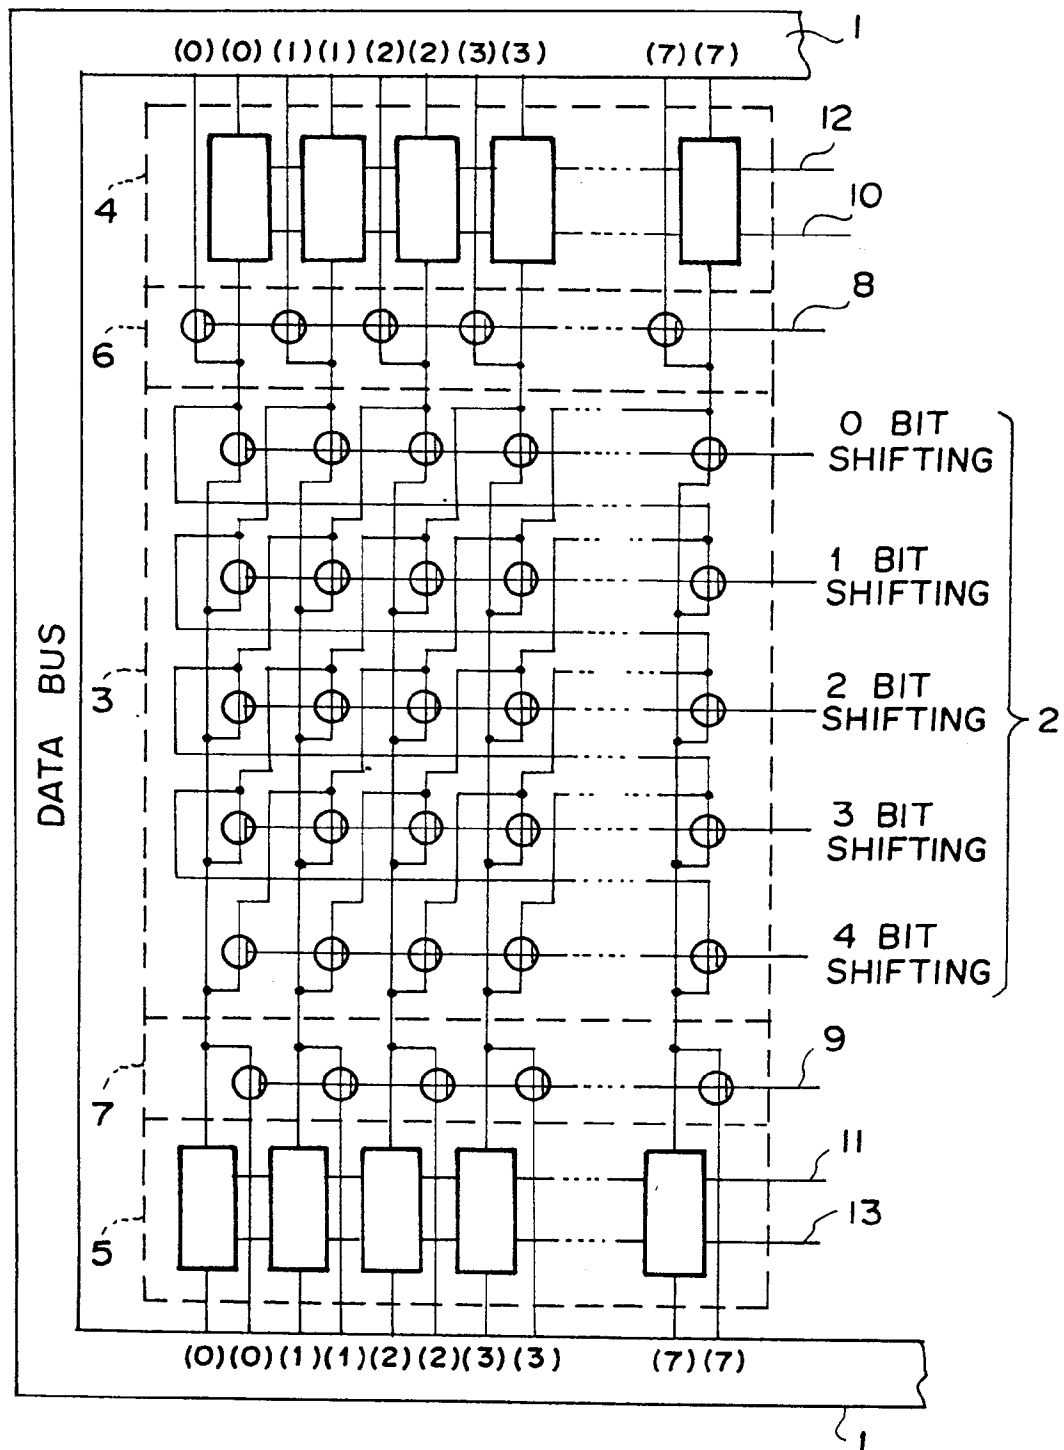 1
(0)(0)(1)(1)(2)(2)(3)(3) (7)(7)
12
4
10
8
6
0 BIT
SHIFTING
1 BIT
SHIFTING
DATA BUS
3
2 BIT
SHIFTING
2
3 BIT
SHIFTING
4 BIT
SHIFTING
9
7
11
5
13
(0)(0)(1)(1)(2)(2)(3)(3) (7)(7)
1